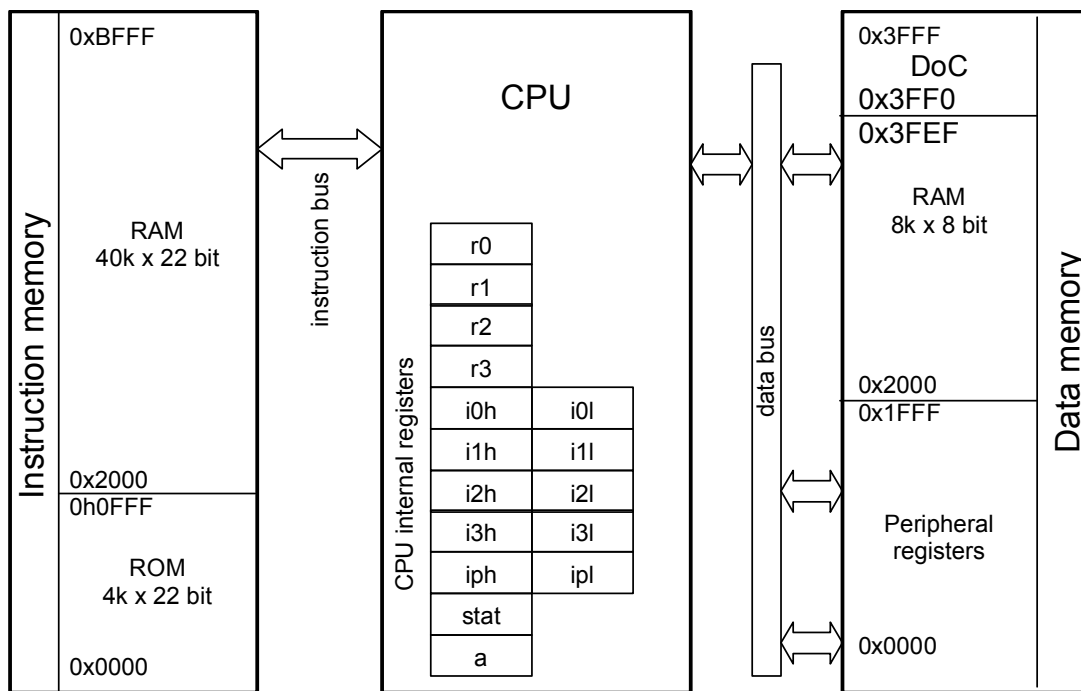 Instruction memory
0xBFFF
RAM
40k x 22 bit
0x2000
0h0FFF
ROM
4k x 22 bit
0x0000
instruction bus
CPU
CPU internal registers
r0
r1
r2
r3
i0h i0l
i1h i1l
i2h i2l
i3h i3l
iph ipl
stat
a
data bus
0x3FFF
DoC
0x3FF0
0x3FEF
RAM
8k x 8 bit
0x2000
0x1FFF
Peripheral
registers
0x0000
Data memory